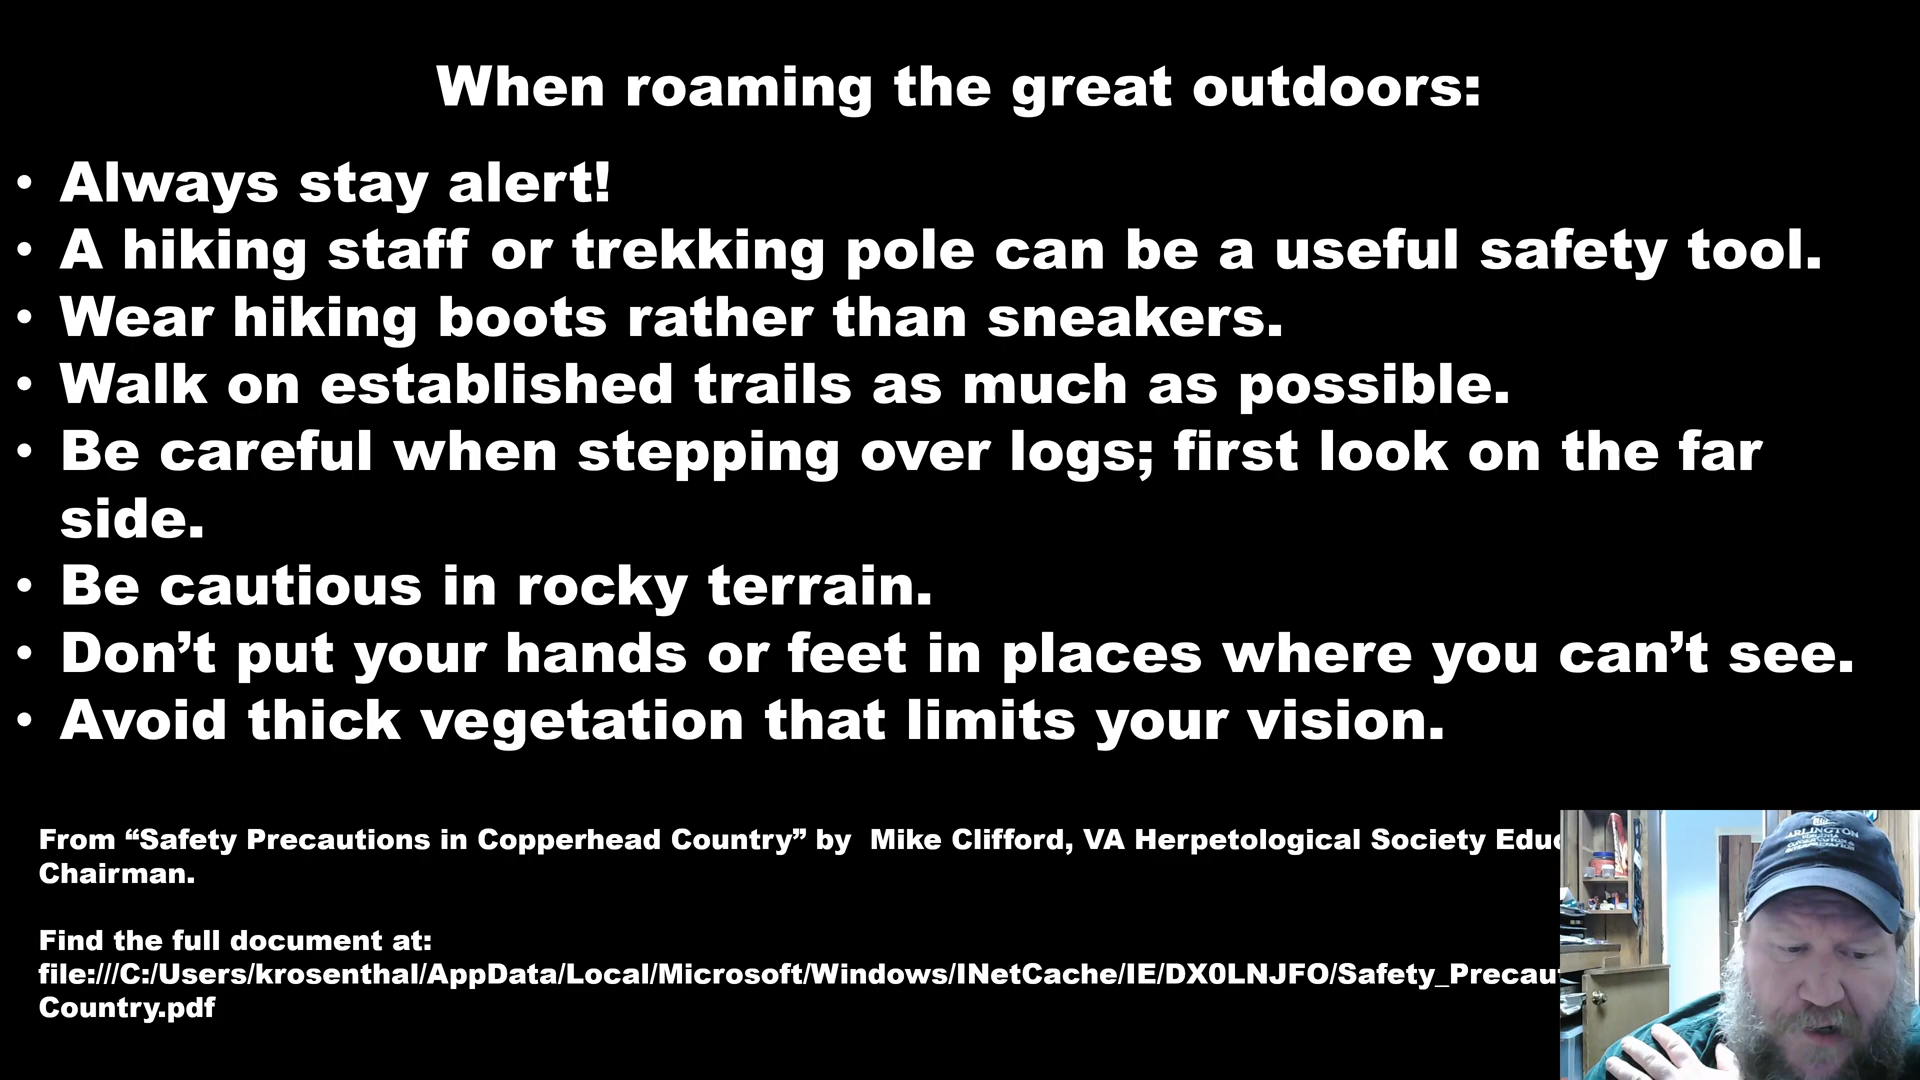 When roaming the great outdoors:
• Always stay alert!
• A hiking staff or trekking pole can be a useful safety tool.
• Wear hiking boots rather than sneakers.
• Walk on established trails as much as possible.
• Be careful when stepping over logs; first look on the far
side.
• Be cautious in rocky terrain.
• Don’t put your hands or feet in places where you can’t see.
• Avoid thick vegetation that limits your vision.
From “Safety Precautions in Copperhead Country” by  Mike Clifford, VA Herpetological Society
Chairman.
Find the full document at:
file:///C:/Users/krosenthal/AppData/Local/Microsoft/Windows/INetCache/IE/DX0LNJFO/Safety_Precau
Country.pdf
ARLINGTON
VIRGINIA